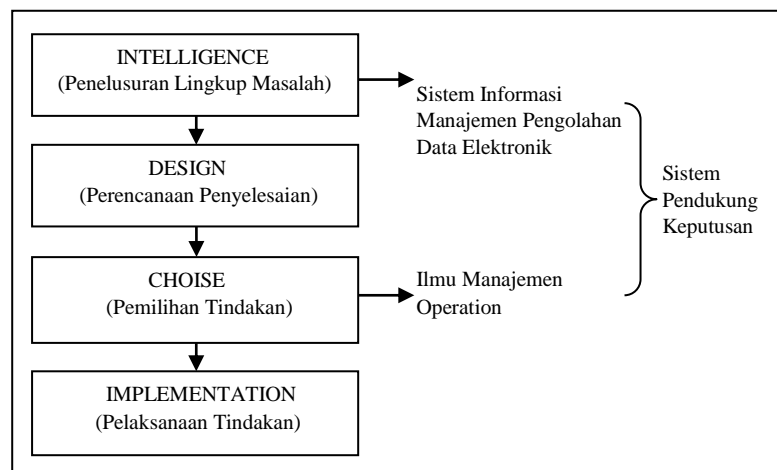 INTELLIGENCE
(Penelusuran Lingkup Masalah)
Sistem Informasi
Manajemen Pengolahan
Data Elektronik
DESIGN
(Perencanaan Penyelesaian)
Sistem
Pendukung
Keputusan
CHOISE
(Pemilihan Tindakan)
Ilmu Manajemen
Operation
IMPLEMENTATION
(Pelaksanaan Tindakan)